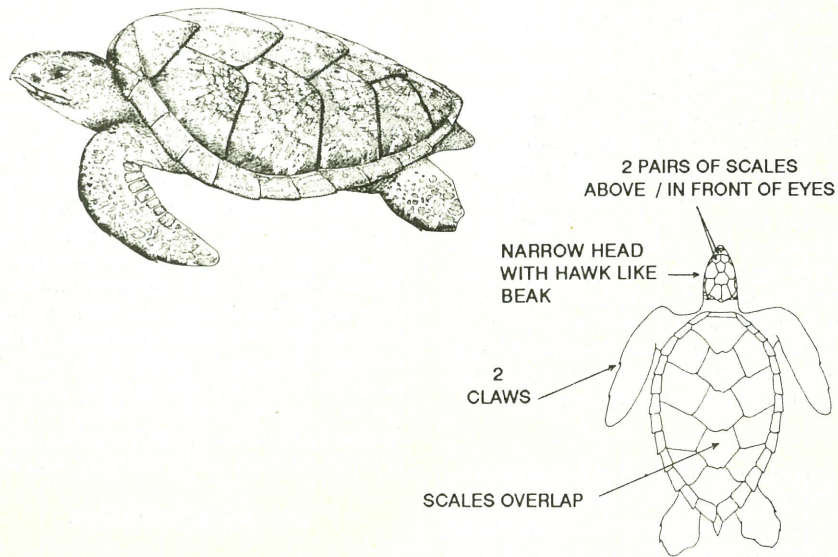 2 PAIRS OF SCALES
ABOVE / IN FRONT OF EYES
NARROW HEAD
WITH HAWK LIKE
BEAK
2
CLAWS
SCALES OVERLAP